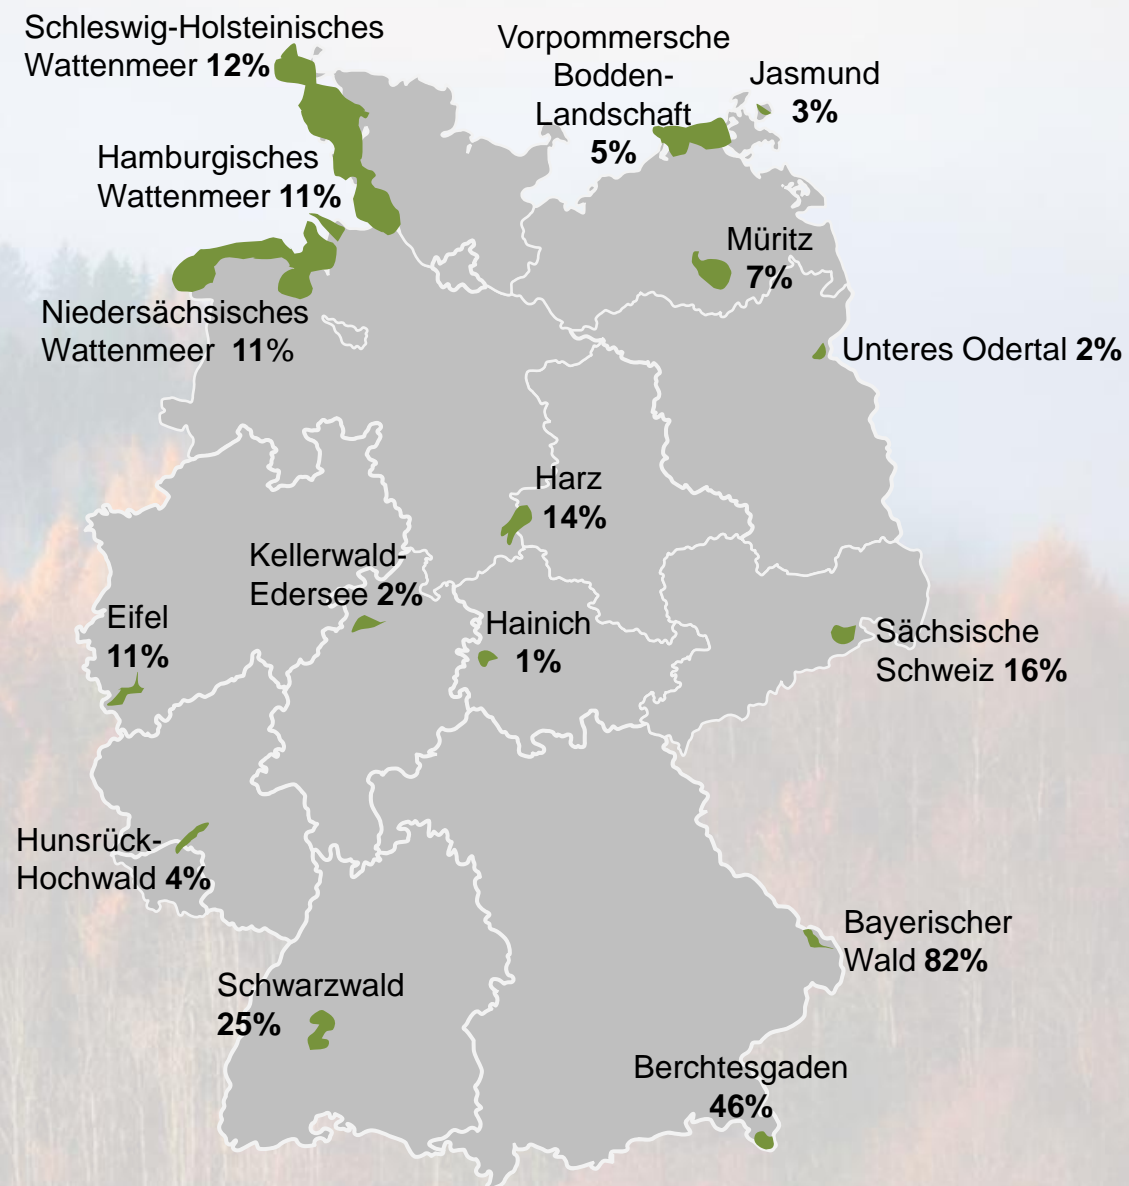 Schleswig-Holsteinisches
Wattenmeer 12%
Vorpommersche
Bodden-
Landschaft
5%
Jasmund
3%
Hamburgisches
Wattenmeer 11%
Müritz
7%
Niedersächsisches
Wattenmeer 11%
Unteres Odertal 2%
Harz
14%
Kellerwald-
Edersee 2%
Eifel
11%
Hainich
1%
Sächsische
Schweiz 16%
Hunsrück-
Hochwald 4%
Bayerischer
Wald 82%
Schwarzwald
25%
Berchtesgaden
46%